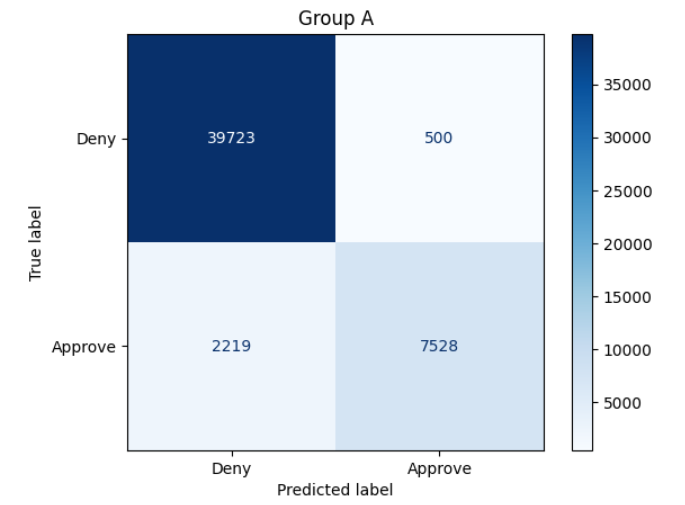 Group A
Deny
39723
500
Approve
2219
7528
Deny
Approve
Predicted label
True label
35000
30000
25000
20000
15000
10000
5000